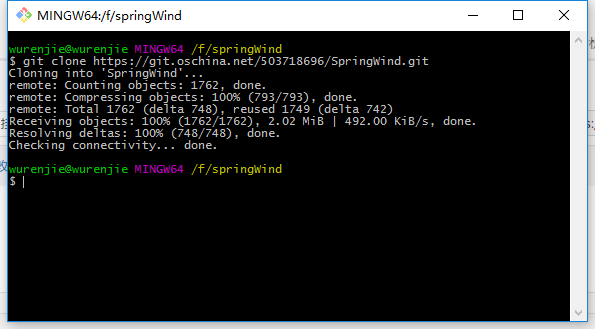 MINGW64:/f/springWind
wurenjie@wurenjie MINGW64 /f/springWind
$ git clone https://git.oschina.net/503718696/SpringWind.git
Cloning into 'SpringWind'...
remote: Counting objects: 1762, done.
remote: Compressing objects: 100% (793/793), done.
remote: Total 1762 (delta 748), reused 1749 (delta 742)
Receiving objects: 100% (1762/1762), 2.02 MiB | 492.00 KiB/s, done.
Resolving deltas: 100% (748/748), done.
Checking connectivity... done.
wurenjie@wurenjie MINGW64 /f/springWind
$